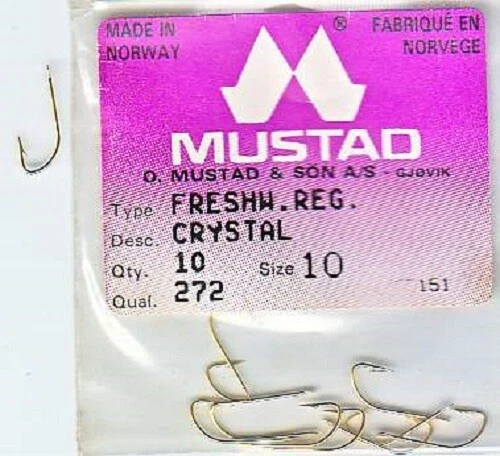 MADE IN
NORWAY
®
FABRIQUÉ EN
NORVEGE
MUSTAD
O. MUSTAD & SÖN A/S - GJØVIK
Type FRESHW.REG.
Desc. CRYSTAL
Qty. 10 Size 10
Qual. 272 151